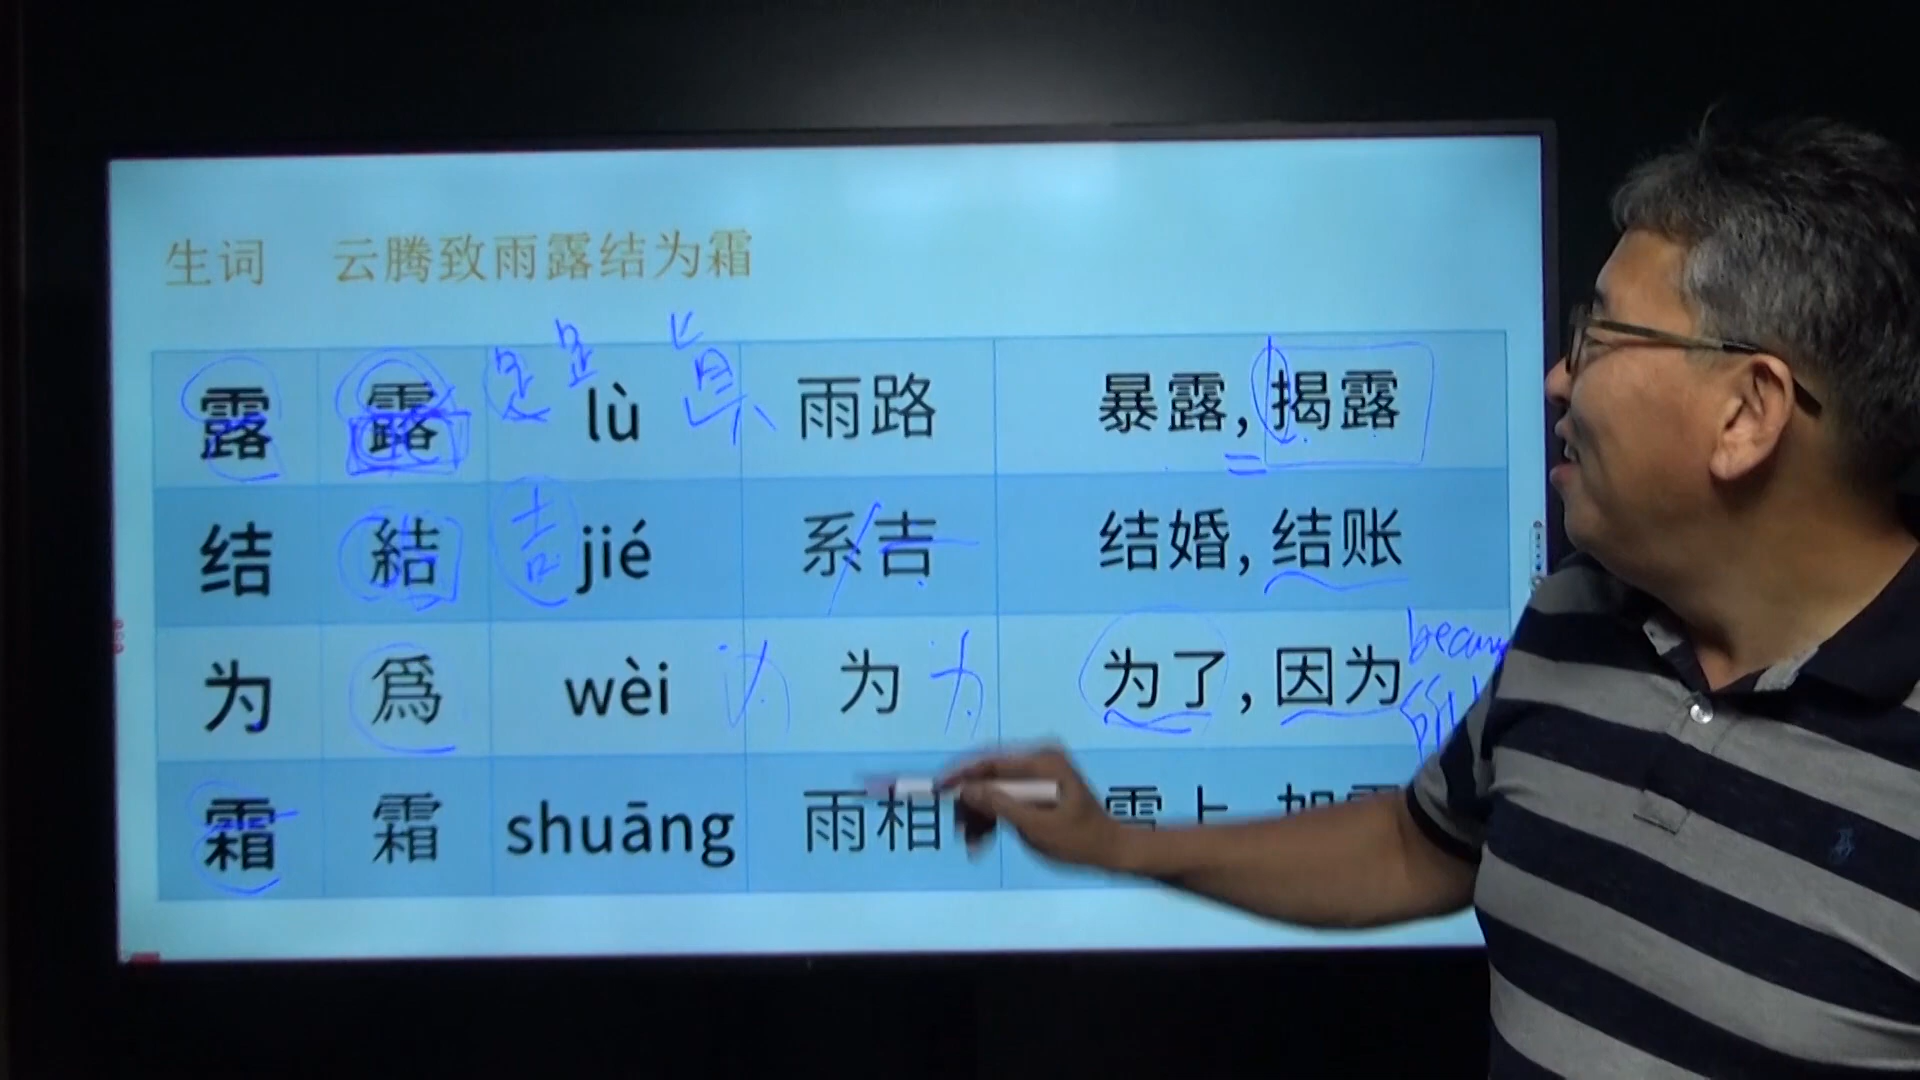 生词 云腾致雨露结为霜
露 露 lù 雨路 暴露,揭露
结 結 吉 jié 系吉 结婚,结账
为 爲 wèi 为 为了,因为
霜 霜 shuāng 雨相